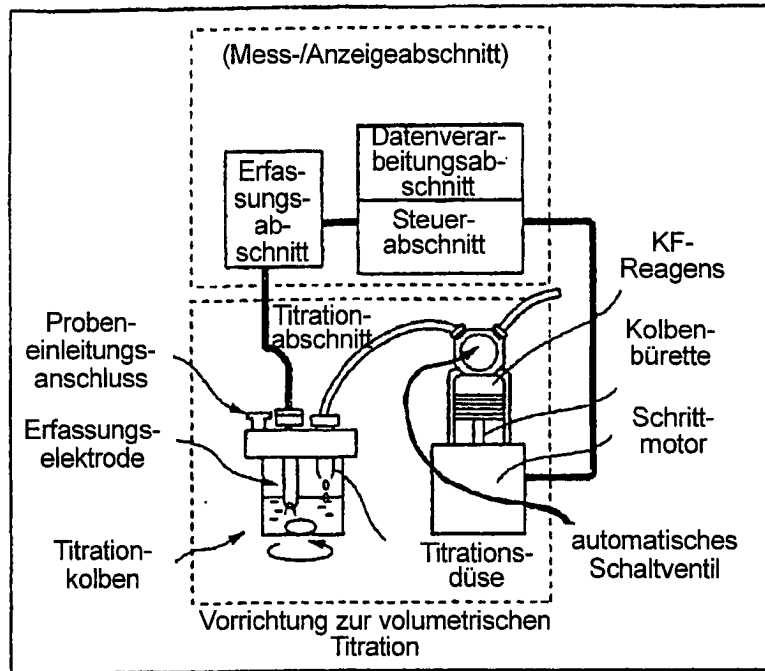 (Mess-/Anzeigeabschnitt)
Datenverar-
beitungsab-
schnitt
Erfas-
sungs-
ab-
schnitt
Steuer-
abschnitt
KF-
Reagens
Titration-
abschnitt
Proben-
einleitungs-
anschluss
Kolben-
bürette
Erfassungs-
elektrode
Schritt-
motor
Titration-
kolben
Titrations-
düse
automatisches
Schaltventil
Vorrichtung zur volumetrischen
Titration